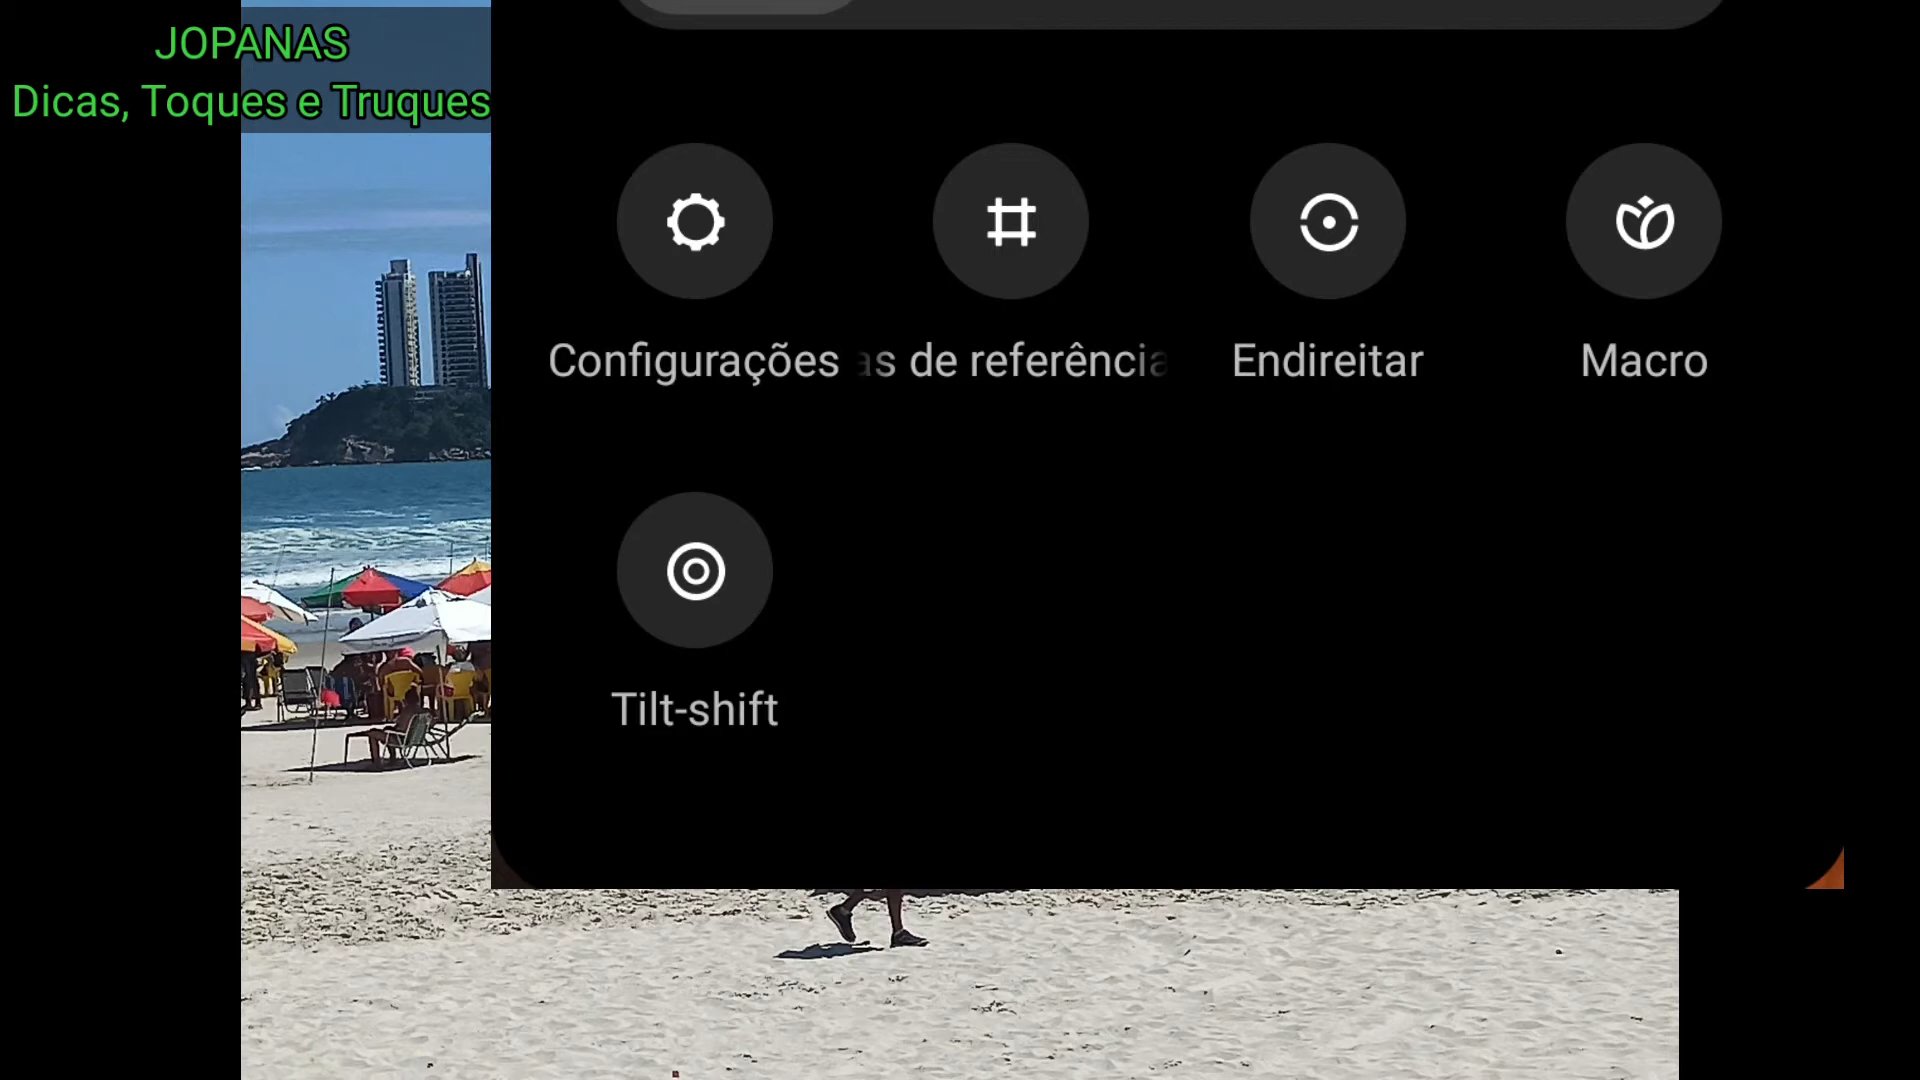 JOPANAS
Dicas, Toques e Truques
Configurações
as de referência
Endireitar
Macro
Tilt-shift